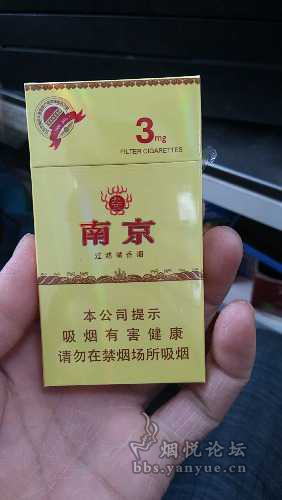 3mg
FILTER CIGARETTES
南京
过滤嘴香烟
本公司提示
吸烟有害健康
请勿在禁烟场所吸烟
烟悦论坛
bbs.yanyue.cn